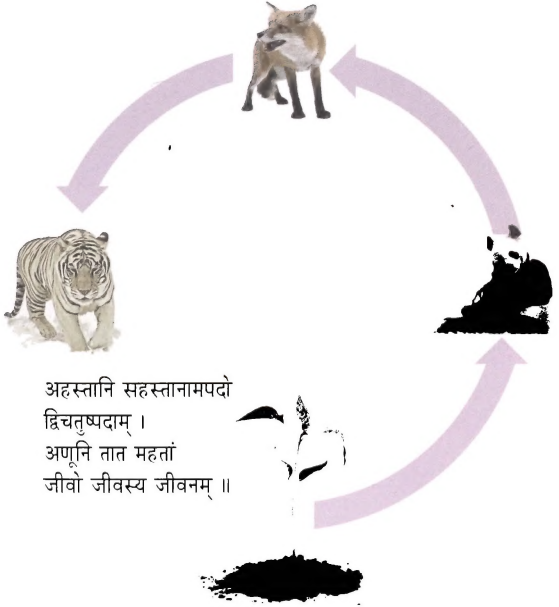 अहस्तानि सहस्तानामपदो
द्विचतुष्पदाम् ।
अणूनि तात महतां
जीवो जीवस्य जीवनम् ॥